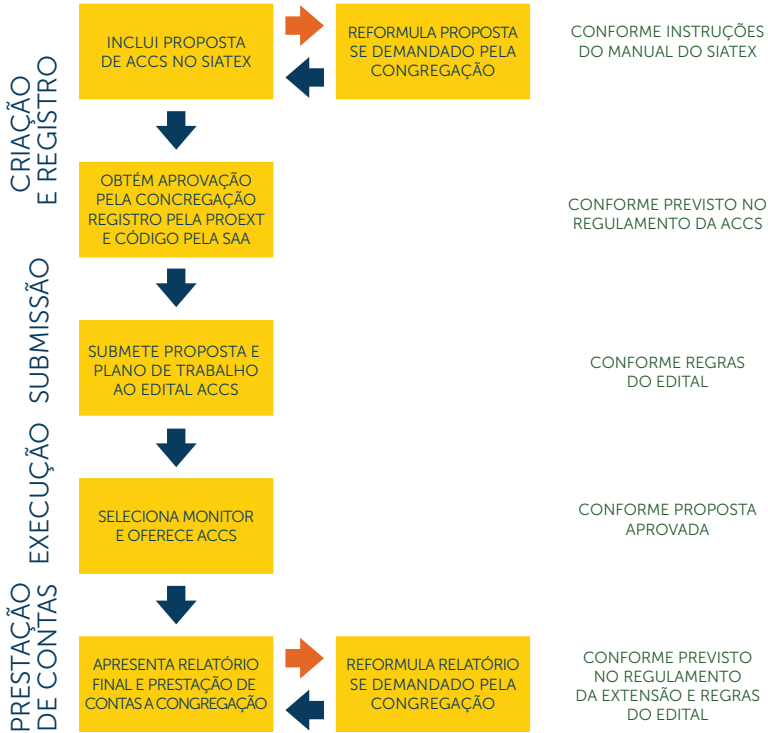 CRIAÇÃO
E REGISTRO
INCLUI PROPOSTA
DE ACCS NO SIATEX
REFORMULA PROPOSTA
SE DEMANDADO PELA
CONGREGAÇÃO
CONFORME INSTRUÇÕES
DO MANUAL DO SIATEX
OBTÉM APROVAÇÃO
PELA CONCREGAÇÃO
REGISTRO PELA PROEXT
E CÓDIGO PELA SAA
CONFORME PREVISTO NO
REGULAMENTO DA ACCS
SUBMISSÃO
SUBMETE PROPOSTA E
PLANO DE TRABALHO
AO EDITAL ACCS
CONFORME REGRAS
DO EDITAL
EXECUÇÃO
SELECIONA MONITOR
E OFERECE ACCS
CONFORME PROPOSTA
APROVADA
PRESTAÇÃO
DE CONTAS
APRESENTA RELATÓRIO
FINAL E PRESTAÇÃO DE
CONTAS A CONGREGAÇÃO
REFORMULA RELATÓRIO
SE DEMANDADO PELA
CONGREGAÇÃO
CONFORME PREVISTO
NO REGULAMENTO
DA EXTENSÃO E REGRAS
DO EDITAL